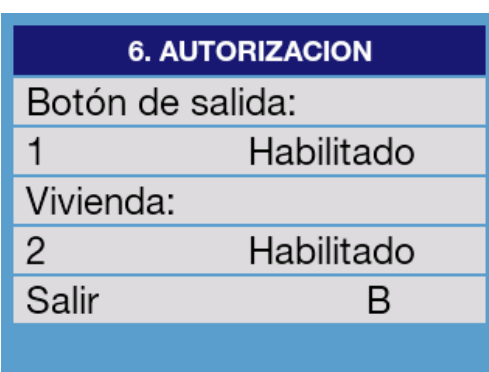 6. AUTORIZACION
Botón de salida:
1 Habilitado
Vivienda:
2 Habilitado
Salir B